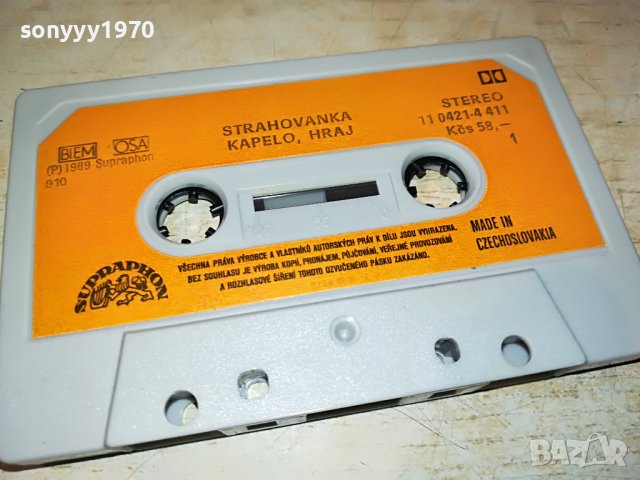 sonyyy1970
STRAHOVANKA
KAPELO, HRAJ
BIEM OSA
(P) 1989 Supraphon
910
STEREO
11 0421-4 411
Kčs 58,—
1
100 50 0
VŠECHNA PRÁVA VÝROBCE A VLASTNÍKŮ AUTORSKÝCH PRÁV K DÍLU JSOU VYHRAZENA.
BEZ SOUHLASU JE VÝROBA KOPIÍ, PRONÁJEM, PŮJČOVÁNÍ, VEŘEJNÉ PROVOZOVÁNÍ
A ROZHLASOVÉ ŠÍŘENÍ TOHOTO OZVUČENÉHO PÁSKU ZAKÁZÁNO.
MADE IN
CZECHOSLOVAKIA
SUPRAPHON
BAZAR